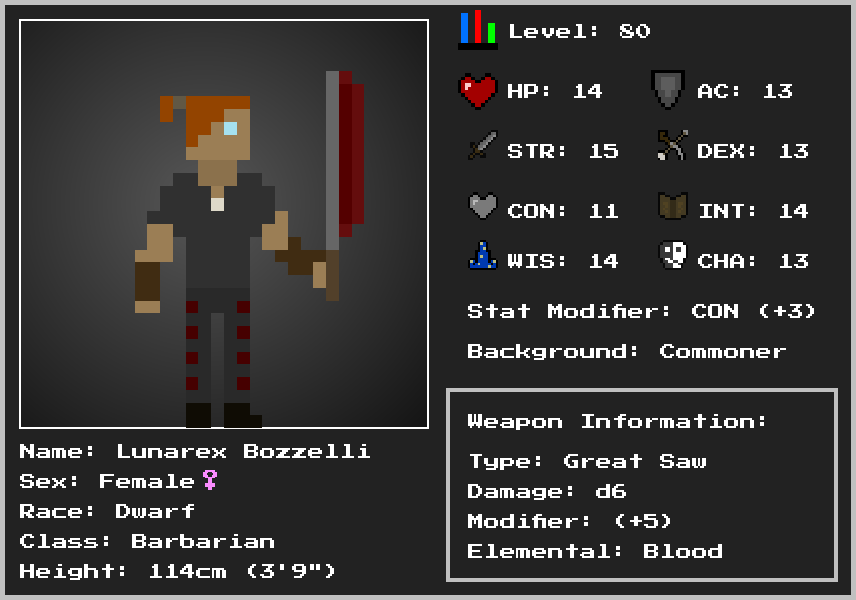 Level: 80
HP: 14 AC: 13
STR: 15 DEX: 13
CON: 11 INT: 14
WIS: 14 CHA: 13
Stat Modifier: CON (+3)
Background: Commoner
Name: Lunarex Bozzelli
Sex: Female♀
Race: Dwarf
Class: Barbarian
Height: 114cm (3'9")
Weapon Information:
Type: Great Saw
Damage: d6
Modifier: (+5)
Elemental: Blood